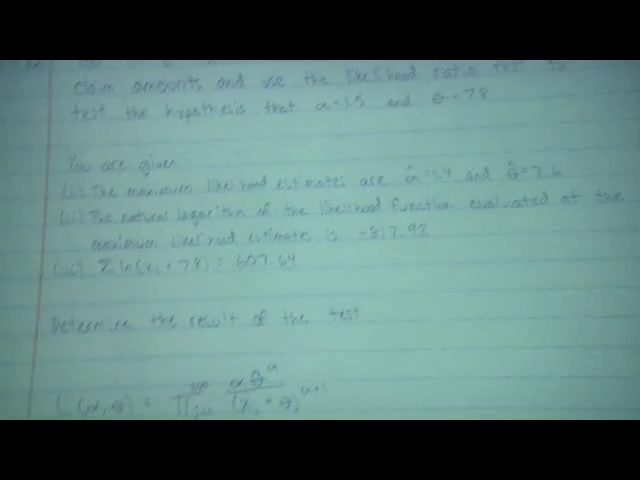 claim amounts and use the likelihood ratio test to
test the hypothesis that α=1.5 and θ=7.8
You are given
(i) The maximum likelihood estimates are α̂=1.4 and θ̂=7.6
(ii) The natural logarithm of the likelihood function evaluated at the
maximum likelihood estimates is -817.92
(iii) Σ ln(xᵢ + 7.8) = 607.64
Determine the result of the test
L(α,θ) =